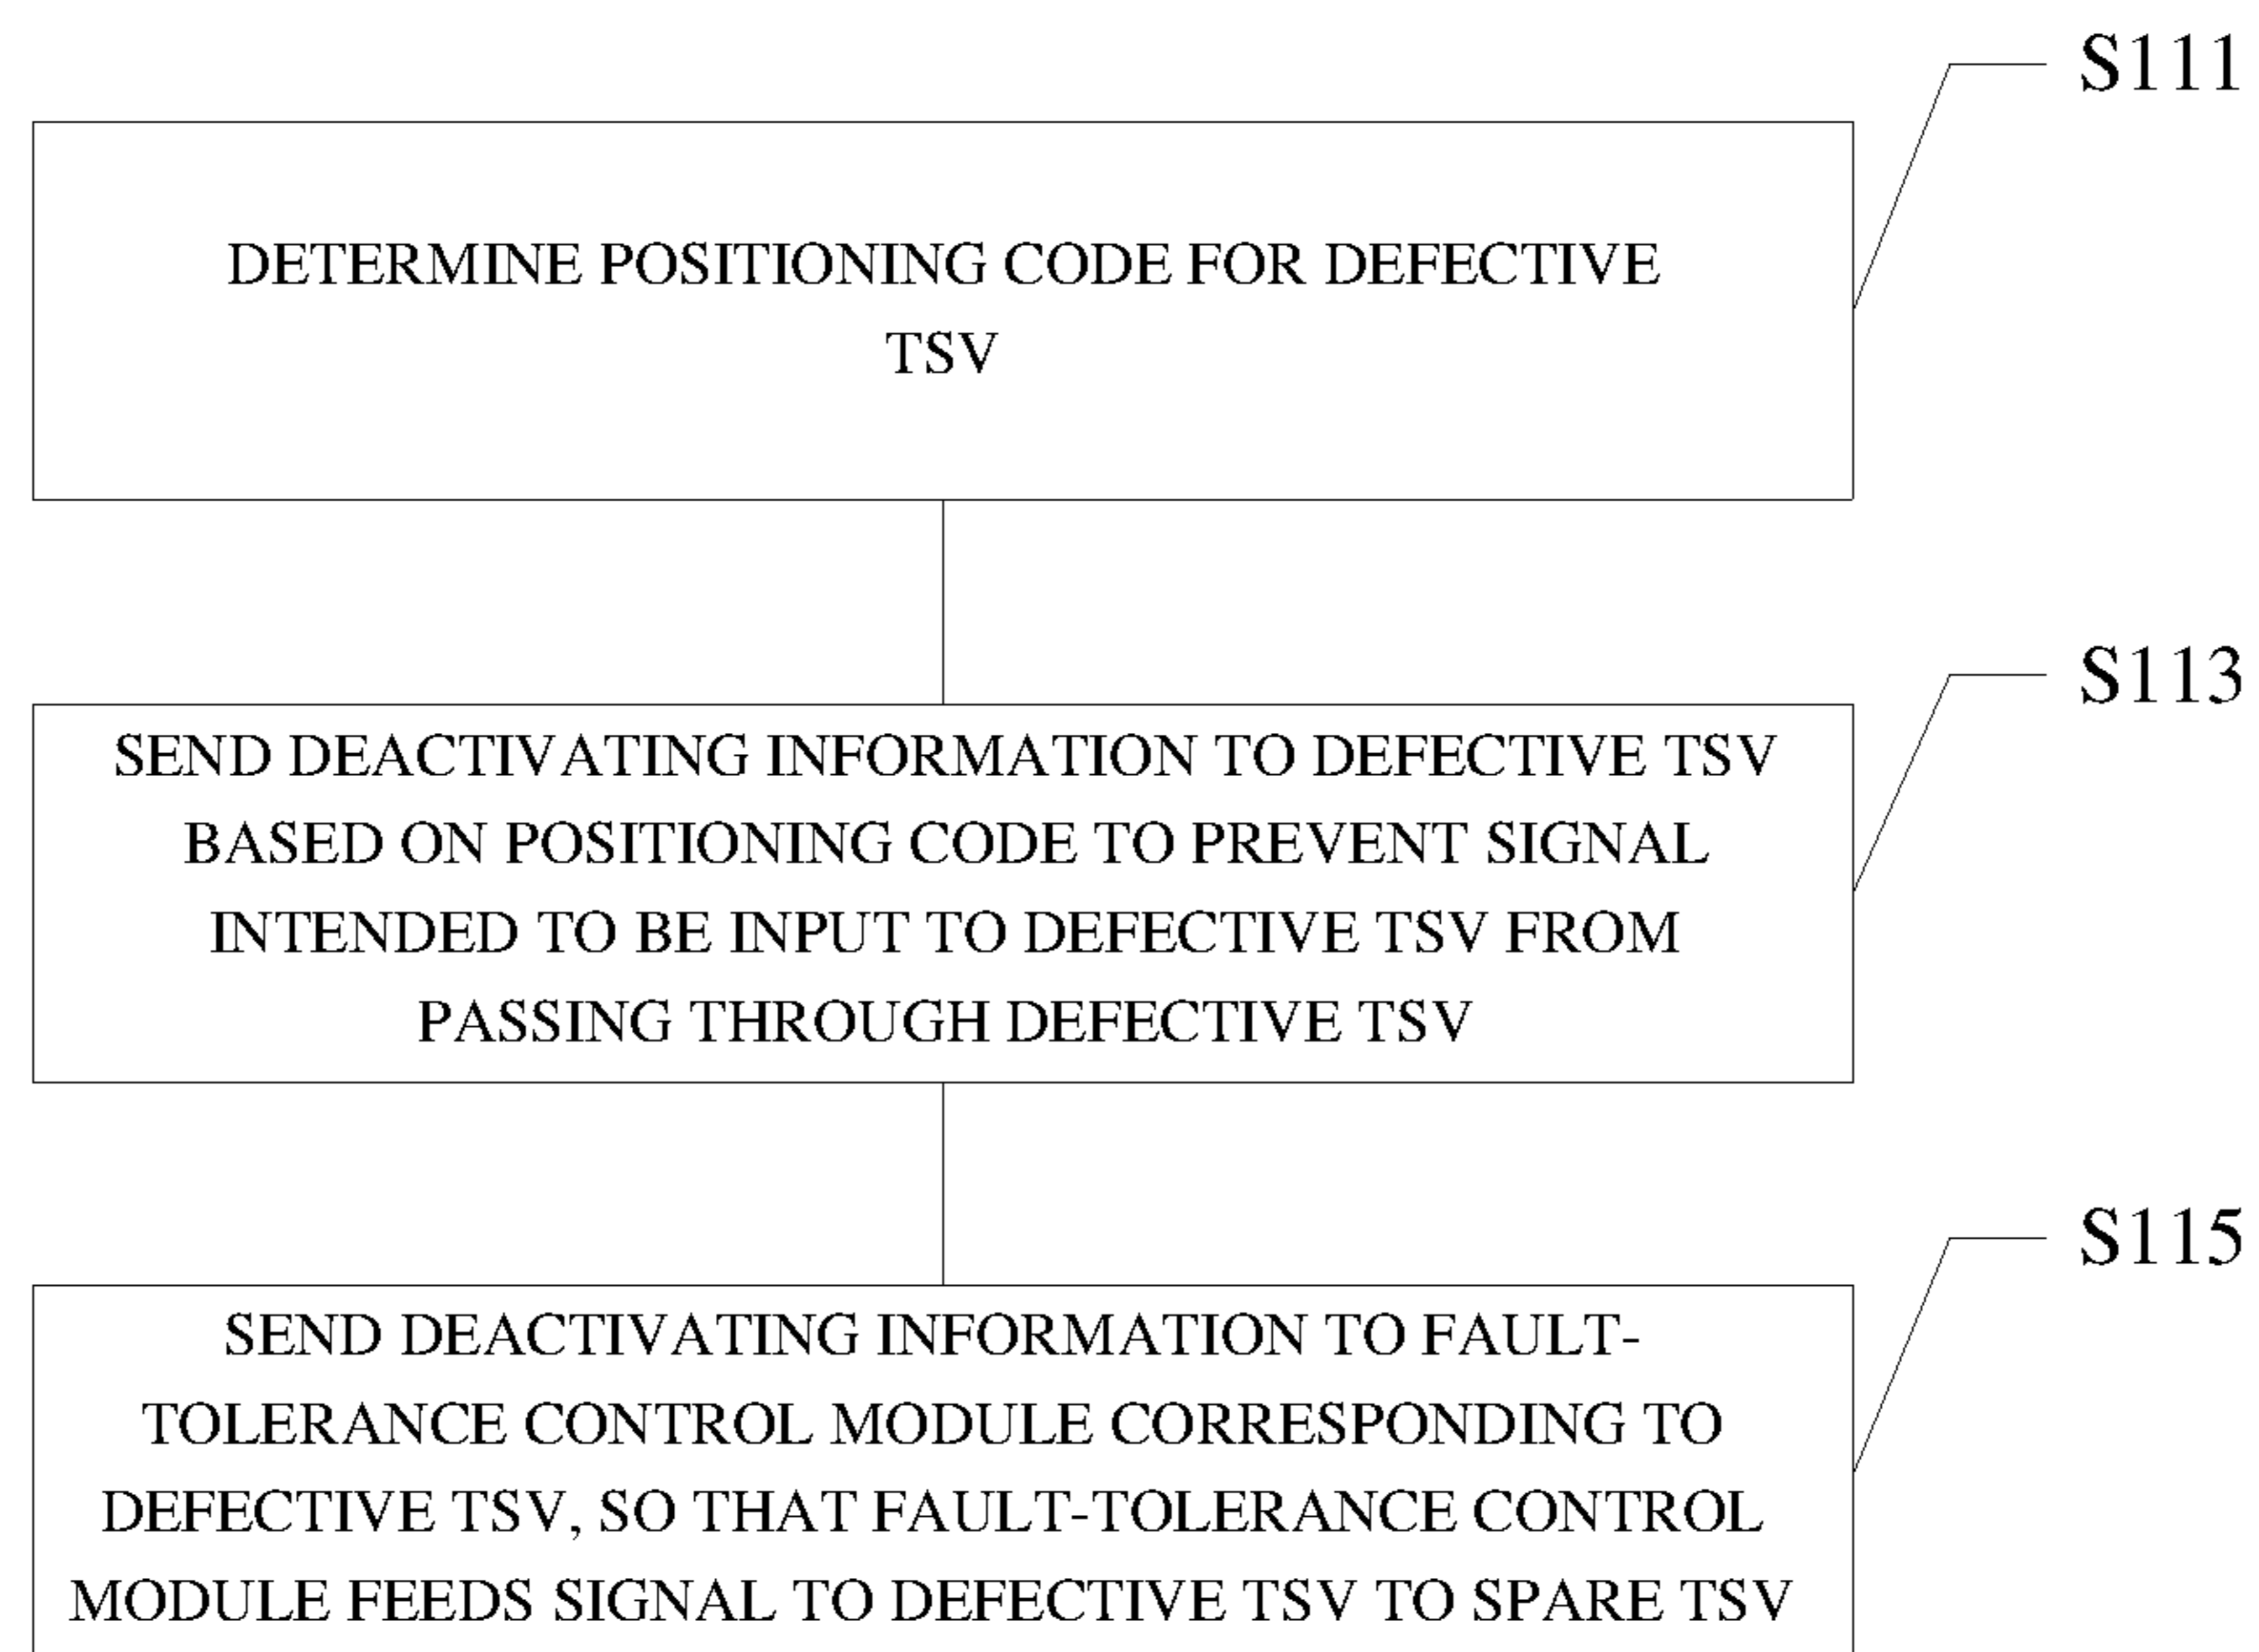 S111
DETERMINE POSITIONING CODE FOR DEFECTIVE
TSV
S113
SEND DEACTIVATING INFORMATION TO DEFECTIVE TSV
BASED ON POSITIONING CODE TO PREVENT SIGNAL
INTENDED TO BE INPUT TO DEFECTIVE TSV FROM
PASSING THROUGH DEFECTIVE TSV
S115
SEND DEACTIVATING INFORMATION TO FAULT-
TOLERANCE CONTROL MODULE CORRESPONDING TO
DEFECTIVE TSV, SO THAT FAULT-TOLERANCE CONTROL
MODULE FEEDS SIGNAL TO DEFECTIVE TSV TO SPARE TSV